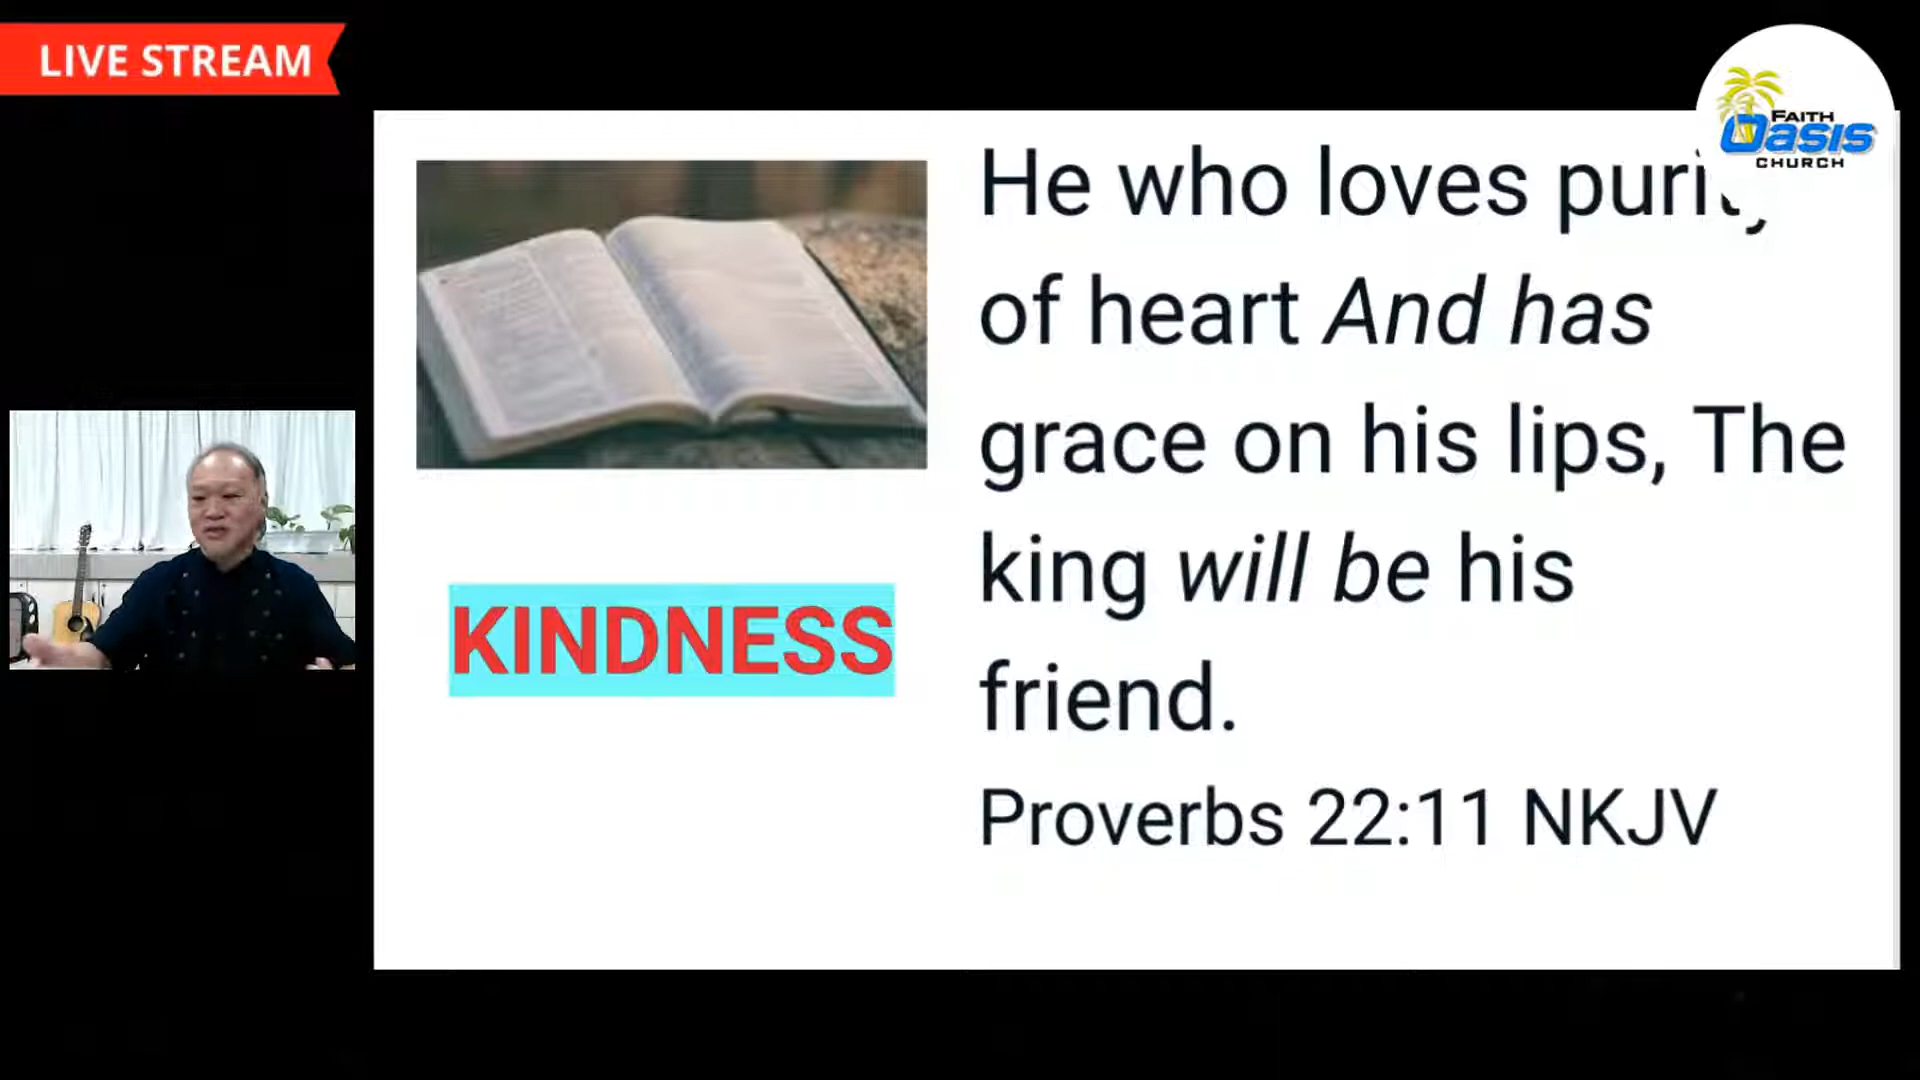 LIVE STREAM
FAITH
Oasis
CHURCH
He who loves purity
of heart And has
grace on his lips, The
king will be his
friend.
Proverbs 22:11 NKJV
KINDNESS